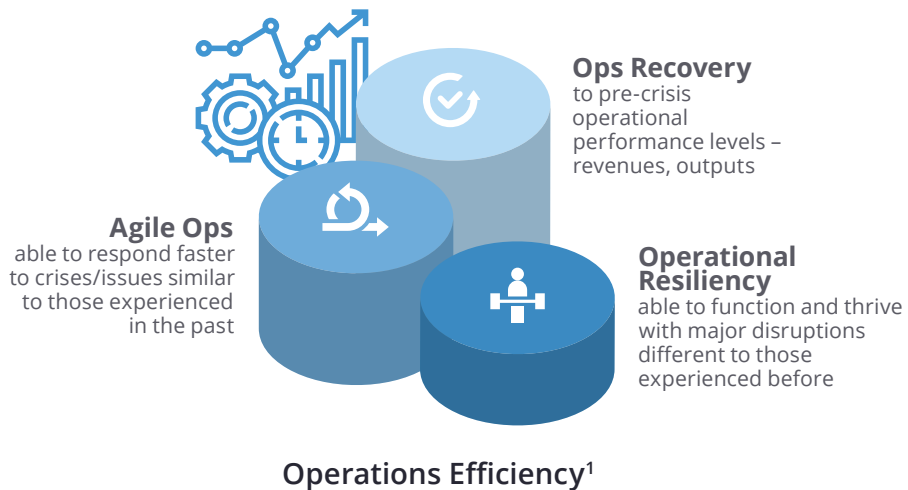 Ops Recovery
to pre-crisis
operational
performance levels –
revenues, outputs
Agile Ops
able to respond faster
to crises/issues similar
to those experienced
in the past
Operational
Resiliency
able to function and thrive
with major disruptions
different to those
experienced before
Operations Efficiency¹